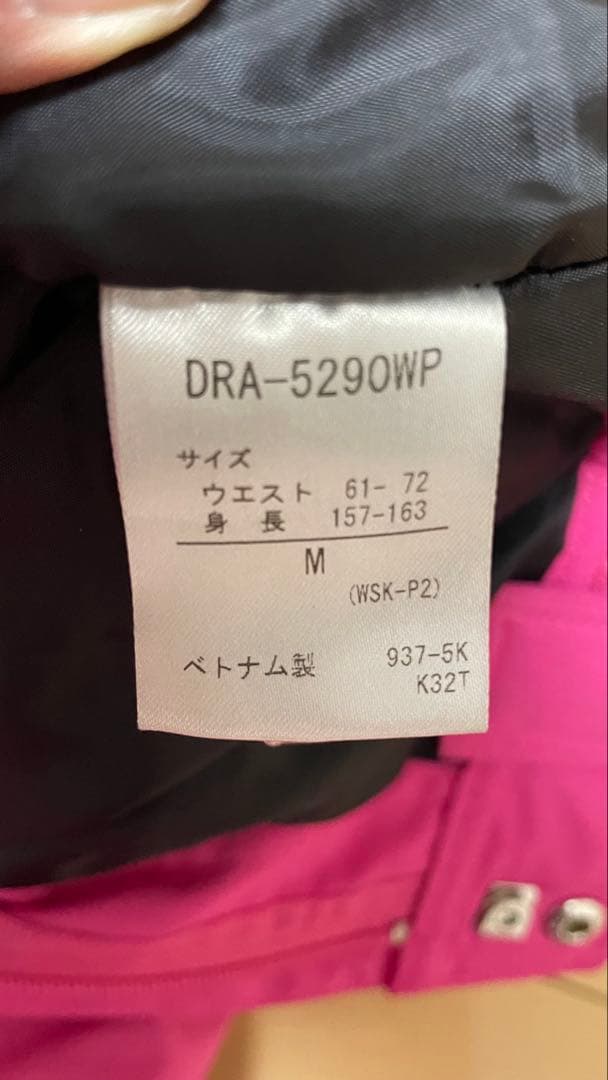 DRA-5290WP
サイズ
ウエスト 61- 72
身 長 157-163
M
(WSK-P2)
ベトナム製 937-5K
K32T